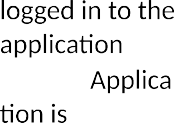 logged in to the
application
Applica
tion is